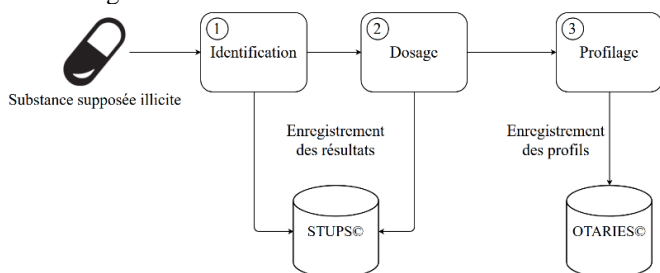 1
Identification
2
Dosage
3
Profilage
Substance supposée illicite
Enregistrement
des résultats
Enregistrement
des profils
STUPS©
OTARIES©